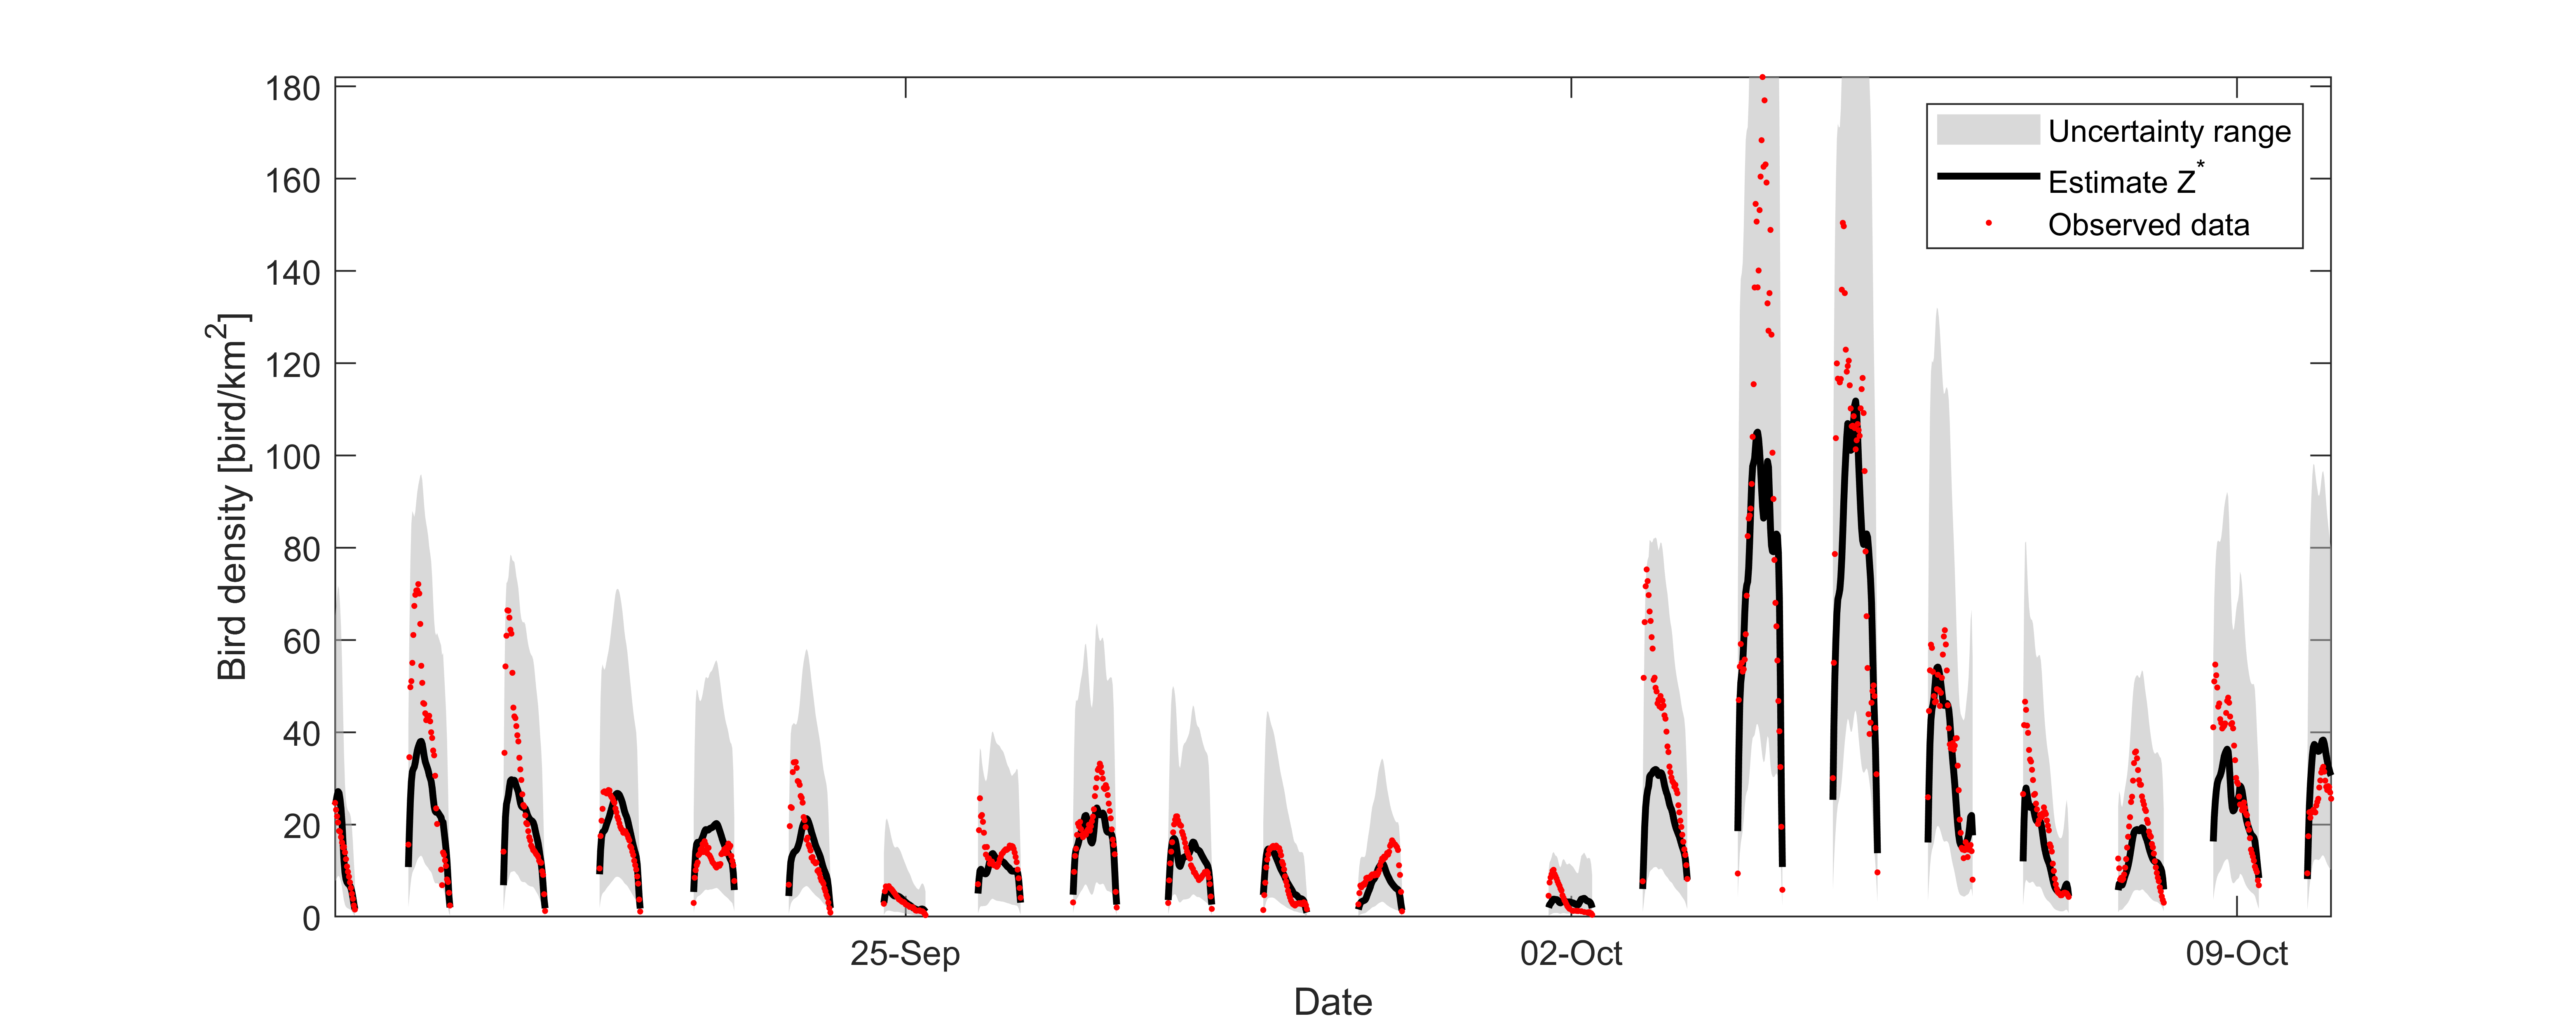 180
160
140
120
100
80
60
40
20
0
Bird density [bird/km²]
25-Sep
02-Oct
09-Oct
Date
Uncertainty range
Estimate Z*
Observed data